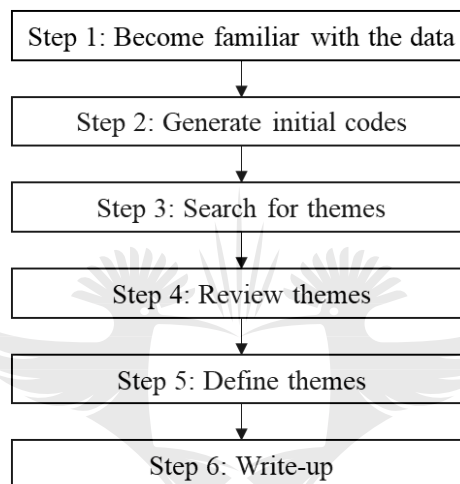 Step 1: Become familiar with the data
Step 2: Generate initial codes
Step 3: Search for themes
Step 4: Review themes
Step 5: Define themes
Step 6: Write-up